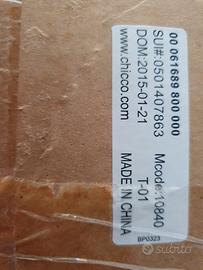 00 061689 800 000
SUI#:0501407863 Mcode:10840
DOM:2015-01-21 T-01
www.chicco.com MADE IN CHINA
BP0323
subito